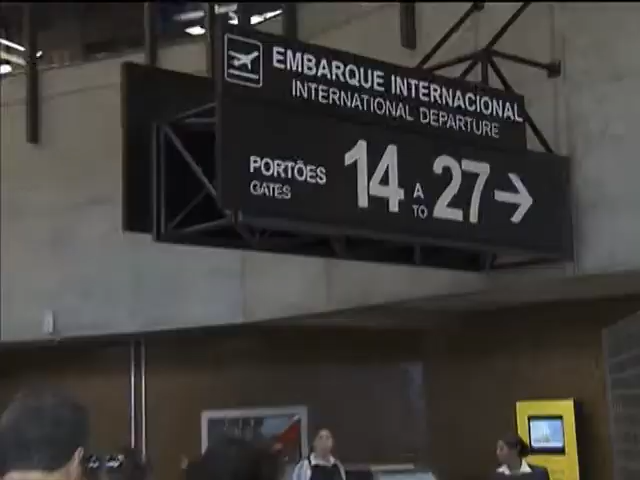 EMBARQUE INTERNACIONAL
INTERNATIONAL DEPARTURE
PORTÕES 14 A 27 →
GATES TO